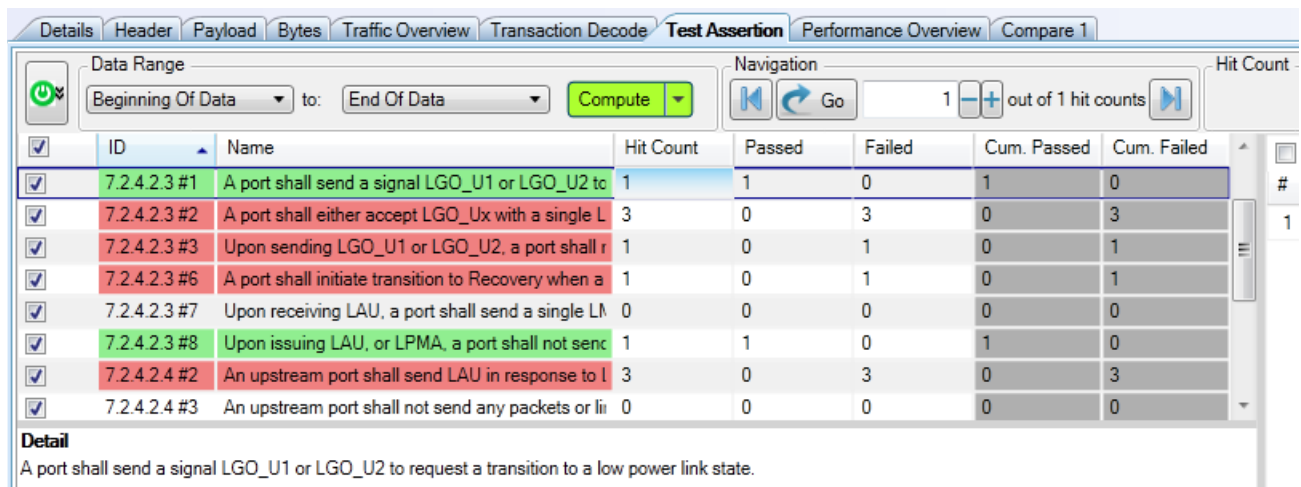 Details Header Payload Bytes Traffic Overview Transaction Decode Test Assertion Performance Overview Compare 1
Data Range Navigation Hit Count
Beginning Of Data to: End Of Data Compute Go 1 out of 1 hit counts
ID Name Hit Count Passed Failed Cum. Passed Cum. Failed
7.2.4.2.3 #1 A port shall send a signal LGO_U1 or LGO_U2 to 1 1 0 1 0 #
7.2.4.2.3 #2 A port shall either accept LGO_Ux with a single L 3 0 3 0 3 1
7.2.4.2.3 #3 Upon sending LGO_U1 or LGO_U2, a port shall r 1 0 1 0 1
7.2.4.2.3 #6 A port shall initiate transition to Recovery when a 1 0 1 0 1
7.2.4.2.3 #7 Upon receiving LAU, a port shall send a single LM 0 0 0 0 0
7.2.4.2.3 #8 Upon issuing LAU, or LPMA, a port shall not send 1 1 0 1 0
7.2.4.2.4 #2 An upstream port shall send LAU in response to L 3 0 3 0 3
7.2.4.2.4 #3 An upstream port shall not send any packets or lin 0 0 0 0 0
Detail
A port shall send a signal LGO_U1 or LGO_U2 to request a transition to a low power link state.